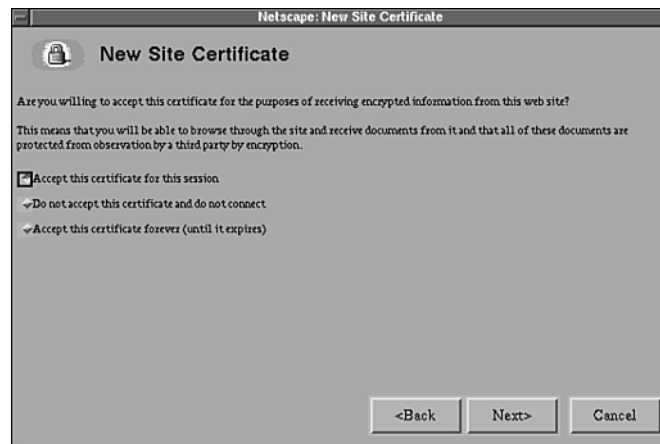 Netscape: New Site Certificate
New Site Certificate
Are you willing to accept this certificate for the purposes of receiving encrypted information from this web site?
This means that you will be able to browse through the site and receive documents from it and that all of these documents are
protected from observation by a third party by encryption.
Accept this certificate for this session
Do not accept this certificate and do not connect
Accept this certificate forever (until it expires)
<Back Next> Cancel